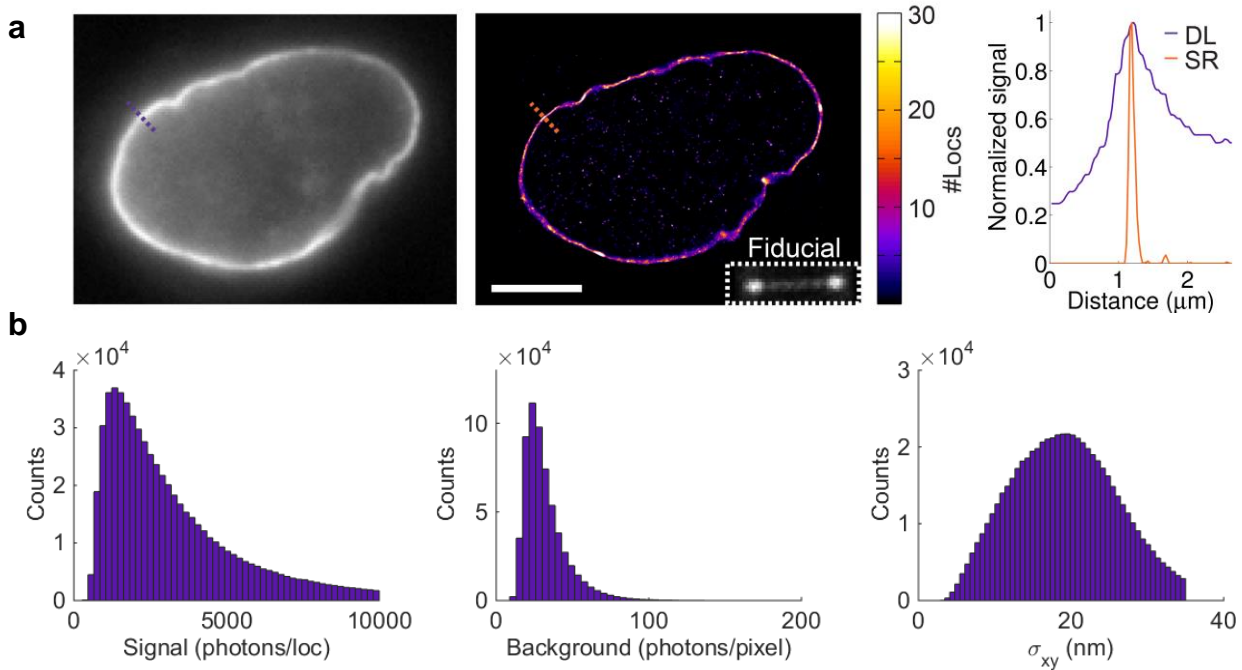 a
30
20
10
#Locs
Fiducial
1
0.8
0.6
0.4
0.2
0
Normalized signal
DL
SR
0
1
2
Distance (μm)
b
×10⁴
4
3
2
1
0
Counts
0
5000
10000
Signal (photons/loc)
×10⁴
10
5
0
Counts
0
100
200
Background (photons/pixel)
×10⁴
3
2
1
0
Counts
0
20
40
σxy (nm)